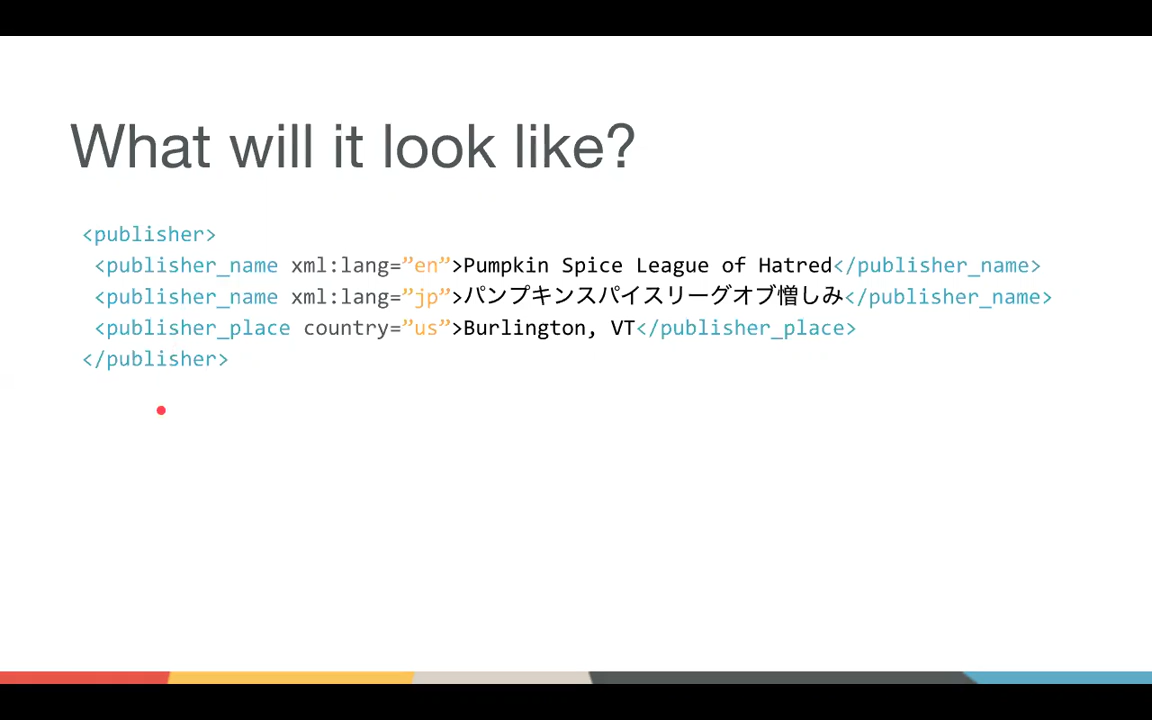 What will it look like?
<publisher>
<publisher_name xml:lang=”en”>Pumpkin Spice League of Hatred</publisher_name>
<publisher_name xml:lang=”jp”>パンプキンスパイスリーグオブ憎しみ</publisher_name>
<publisher_place country=”us”>Burlington, VT</publisher_place>
</publisher>